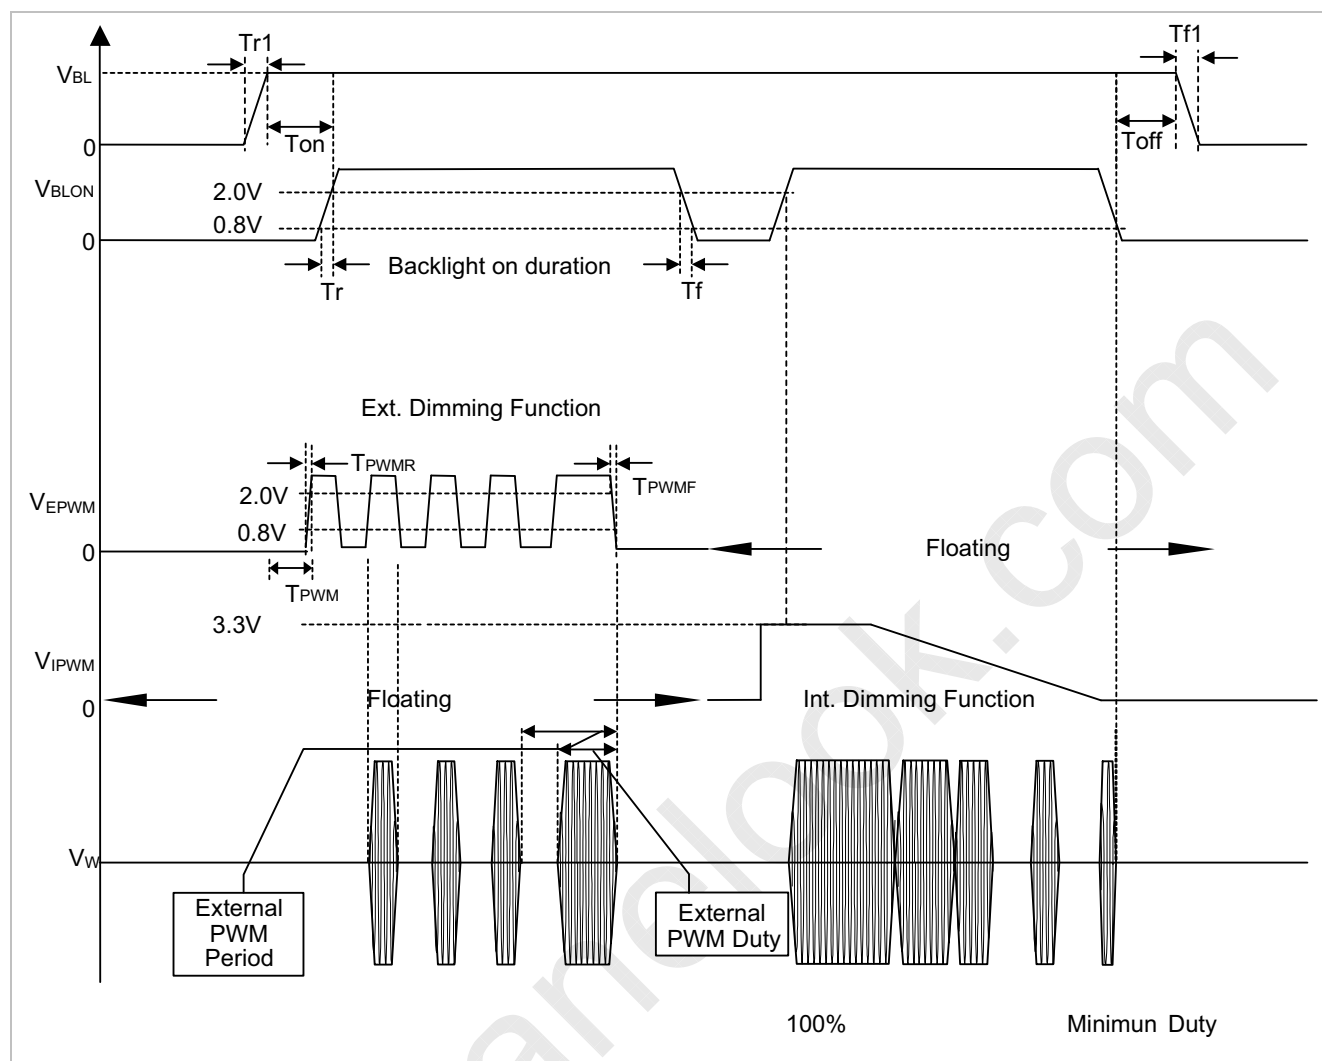 Tr1
Tf1
VBL
0
Ton
Toff
VBLON
2.0V
0.8V
0
Backlight on duration
Tr
Tf
Ext. Dimming Function
TPWMR
TPWMF
VEPWM
2.0V
0.8V
0
Floating
TPWM
3.3V
VIPWM
0
Floating
Int. Dimming Function
VW
External
PWM
Period
External
PWM Duty
100%
Minimun Duty
anelook.com